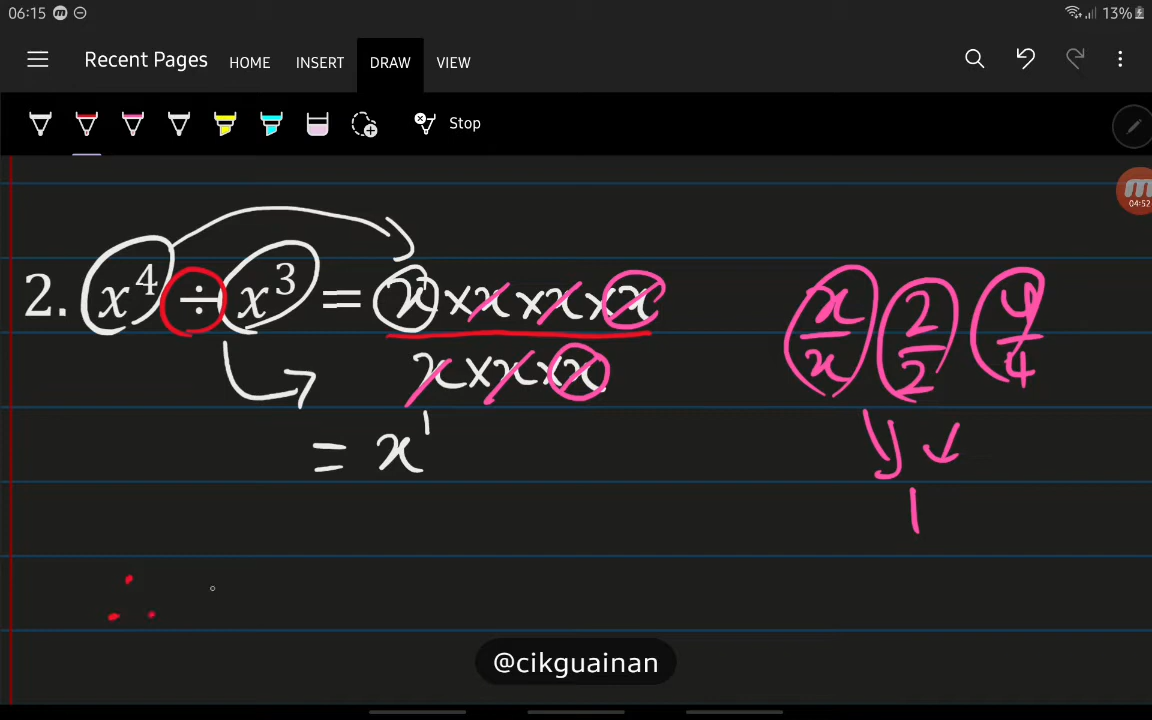 06:15 13%
Recent Pages HOME INSERT DRAW VIEW
Stop
04:52
2. x⁴ ÷ x³ = x¹ × x × x × x
x × x × x
x/x 2/2 4/4
= x¹
1
∴
@cikguainan